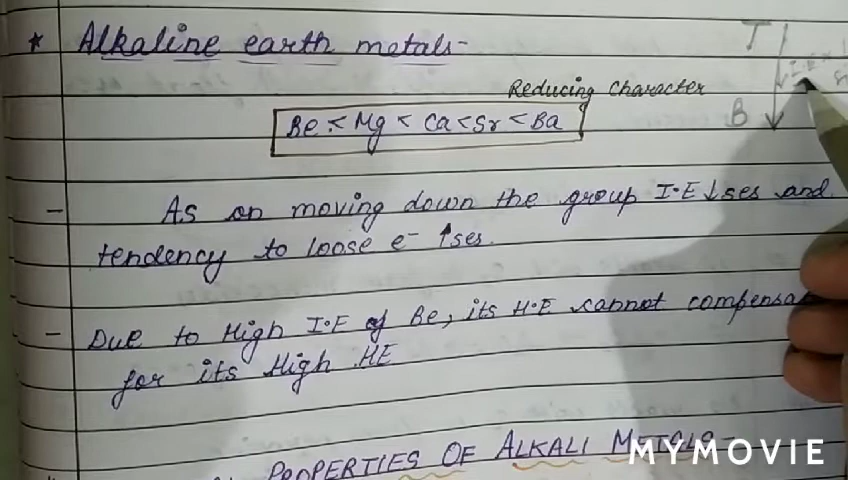 * Alkaline earth metals-
T
I.E
Reducing Character
Be < Mg < Ca < Sr < Ba
B
- As on moving down the group I.E ↓ses and
tendency to loose e⁻ ↑ses.
- Due to High I.E of Be, its H.E cannot compensa
for its High HE
PROPERTIES OF ALKALI METALS-
MYMOVIE